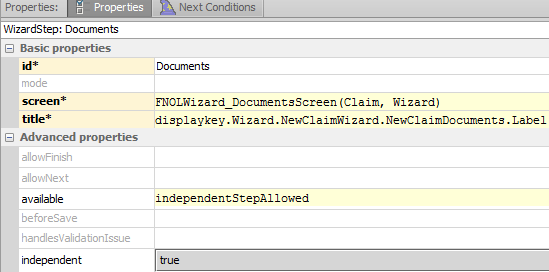 Properties: Properties Next Conditions
WizardStep: Documents
Basic properties
id* Documents
mode
screen* FNOLWizard_DocumentsScreen(Claim, Wizard)
title* displaykey.Wizard.NewClaimWizard.NewClaimDocuments.Label
Advanced properties
allowFinish
allowNext
available independentStepAllowed
beforeSave
handlesValidationIssue
independent true